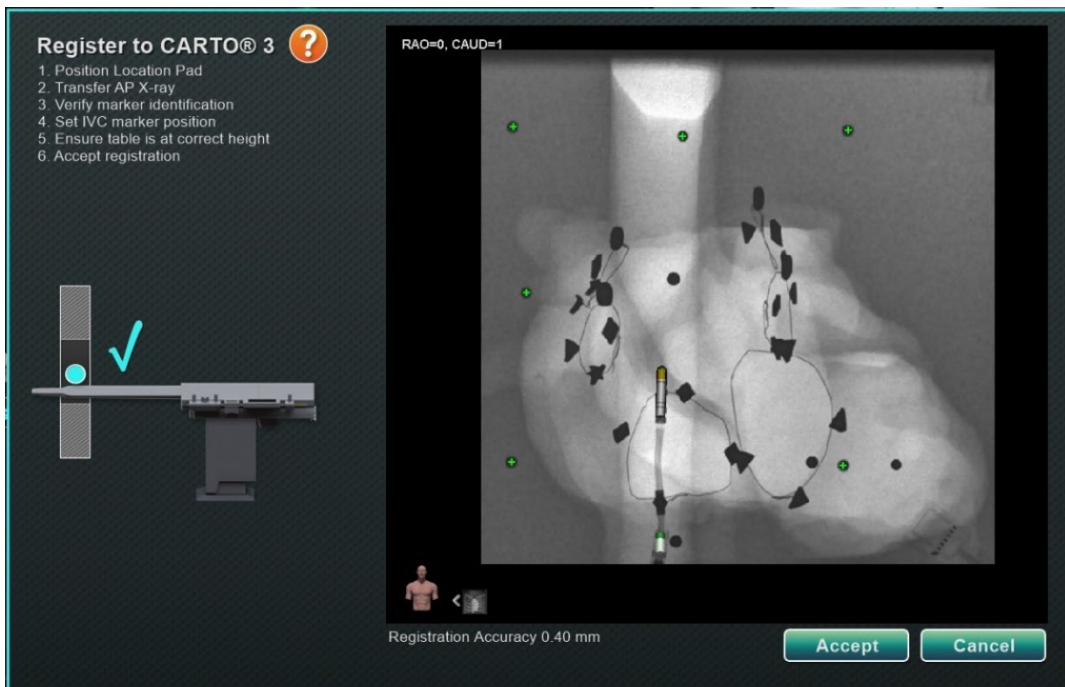 Register to CARTO® 3 ?
1. Position Location Pad
2. Transfer AP X-ray
3. Verify marker identification
4. Set IVC marker position
5. Ensure table is at correct height
6. Accept registration
RAO=0, CAUD=1
Registration Accuracy 0.40 mm
Accept
Cancel